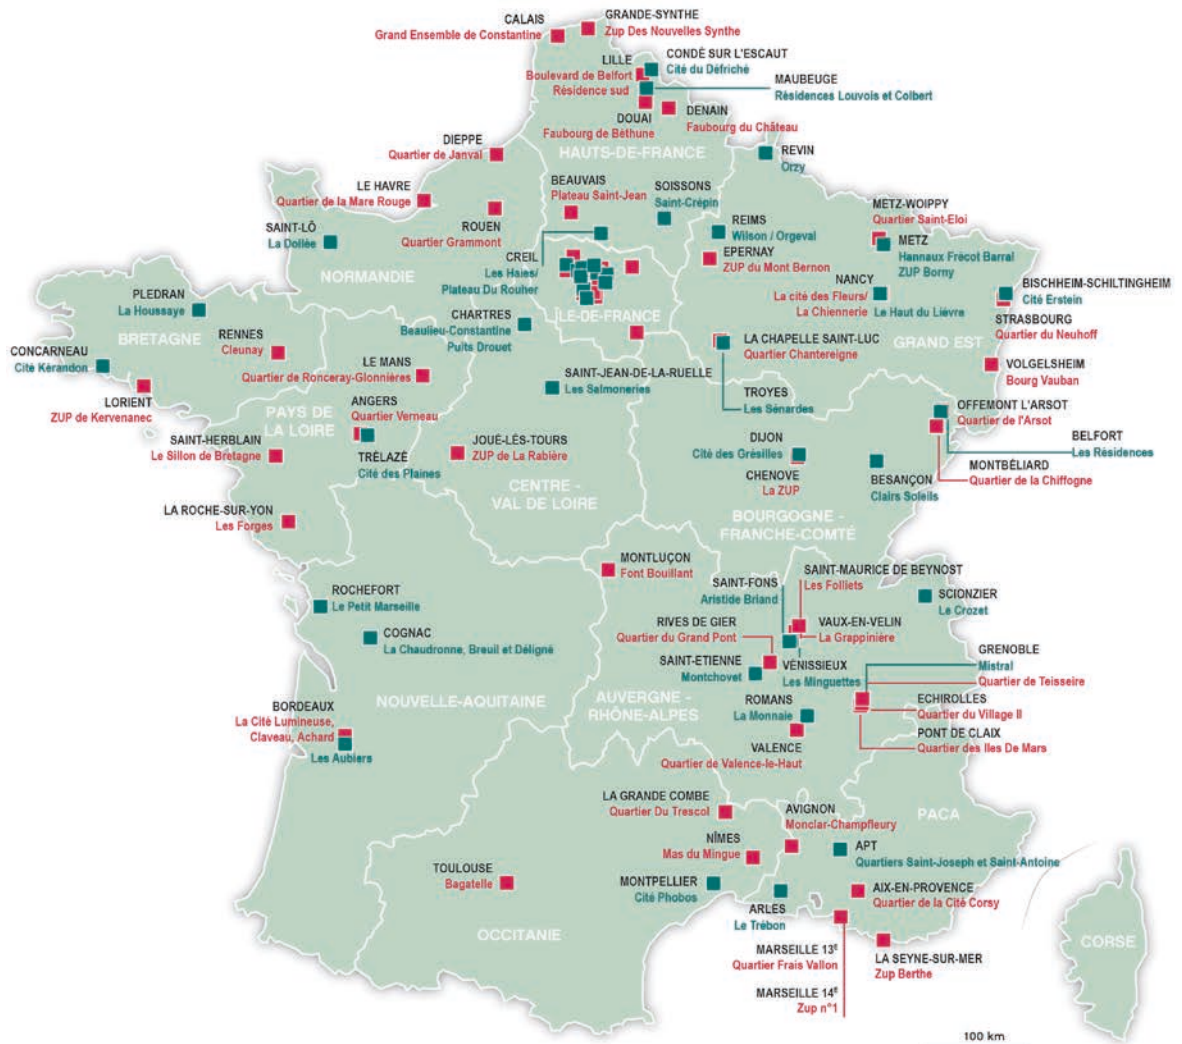 CALAIS
Grand Ensemble de Constantine
GRANDE-SYNTHE
Zup Des Nouvelles Synthe
LILLE
Boulevard de Belfort
Résidence sud
CONDÉ SUR L'ESCAUT
Cité du Défriché
MAUBEUGE
Résidences Louvois et Colbert
DOUAI
Faubourg de Béthune
DENAIN
Faubourg du Château
HAUTS-DE-FRANCE
DIEPPE
Quartier de Janval
REVIN
Orzy
LE HAVRE
Quartier de la Mare Rouge
BEAUVAIS
Plateau Saint-Jean
SOISSONS
Saint-Crépin
ROUEN
Quartier Grammont
REIMS
Wilson / Orgeval
METZ-WOIPPY
Quartier Saint-Eloi
SAINT-LÔ
La Dollée
METZ
Hannaux Frécot Barral
ZUP Borny
CREIL
Les Haies/
Plateau Du Rouher
EPERNAY
ZUP du Mont Bernon
NORMANDIE
NANCY
La cité des Fleurs/
La Chiennerie
Le Haut du Lièvre
BISCHHEIM-SCHILTINGHEIM
Cité Erstein
PLEDRAN
La Houssaye
CHARTRES
Beaulieu-Constantine
Puits Drouet
ÎLE-DE-FRANCE
STRASBOURG
Quartier du Neuhoff
BRETAGNE
RENNES
Cleunay
LA CHAPELLE SAINT-LUC
Quartier Chantereigne
GRAND EST
CONCARNEAU
Cité Kérandon
LE MANS
Quartier de Ronceray-Glonnières
VOLGELSHEIM
Bourg Vauban
SAINT-JEAN-DE-LA-RUELLE
Les Salmoneries
TROYES
Les Sénardes
LORIENT
ZUP de Kervenanec
PAYS DE
LA LOIRE
ANGERS
Quartier Verneau
OFFEMONT L'ARSOT
Quartier de l'Arsot
BELFORT
Les Résidences
SAINT-HERBLAIN
Le Sillon de Bretagne
TRÉLAZÉ
Cité des Plaines
JOUÉ-LÈS-TOURS
ZUP de La Rabière
DIJON
Cité des Grésilles
CHENOVE
La ZUP
BESANÇON
Clairs Soleils
MONTBÉLIARD
Quartier de la Chiffogne
CENTRE -
VAL DE LOIRE
LA ROCHE-SUR-YON
Les Forges
BOURGOGNE -
FRANCHE-COMTÉ
MONTLUÇON
Font Bouillant
SAINT-MAURICE DE BEYNOST
Les Folliets
SAINT-FONS
Aristide Briand
SCIONZIER
Le Crozet
ROCHEFORT
Le Petit Marseille
RIVES DE GIER
Quartier du Grand Pont
VAUX-EN-VELIN
La Grappinière
COGNAC
La Chaudronne, Breuil et Déligné
GRENOBLE
Mistral
Quartier de Teisseire
SAINT-ETIENNE
Montchovet
VÉNISSIEUX
Les Minguettes
NOUVELLE-AQUITAINE
AUVERGNE -
RHÔNE-ALPES
ROMANS
La Monnaie
ECHIROLLES
Quartier du Village II
BORDEAUX
La Cité Lumineuse,
Claveau, Achard
Les Aubiers
VALENCE
Quartier de Valence-le-Haut
PONT DE CLAIX
Quartier des Iles De Mars
LA GRANDE COMBE
Quartier Du Trescol
AVIGNON
Monclar-Champfleury
PACA
NÎMES
Mas du Mingue
APT
Quartiers Saint-Joseph et Saint-Antoine
TOULOUSE
Bagatelle
MONTPELLIER
Cité Phobos
ARLES
Le Trébon
AIX-EN-PROVENCE
Quartier de la Cité Corsy
OCCITANIE
CORSE
MARSEILLE 13e
Quartier Frais Vallon
LA SEYNE-SUR-MER
Zup Berthe
MARSEILLE 14e
Zup n°1
100 km